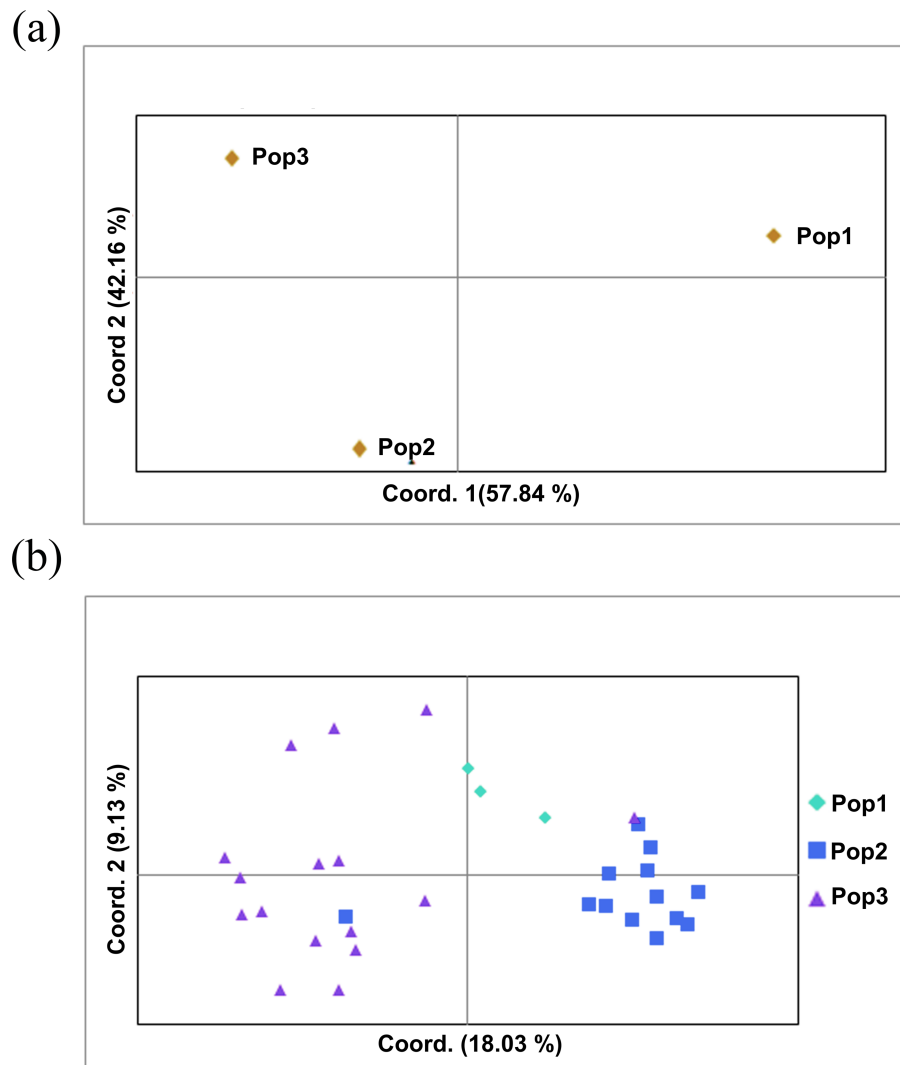 (a)
Pop3
Pop1
Coord 2 (42.16 %)
Pop2
Coord. 1(57.84 %)
(b)
Coord. 2 (9.13 %)
Pop1
Pop2
Pop3
Coord. (18.03 %)